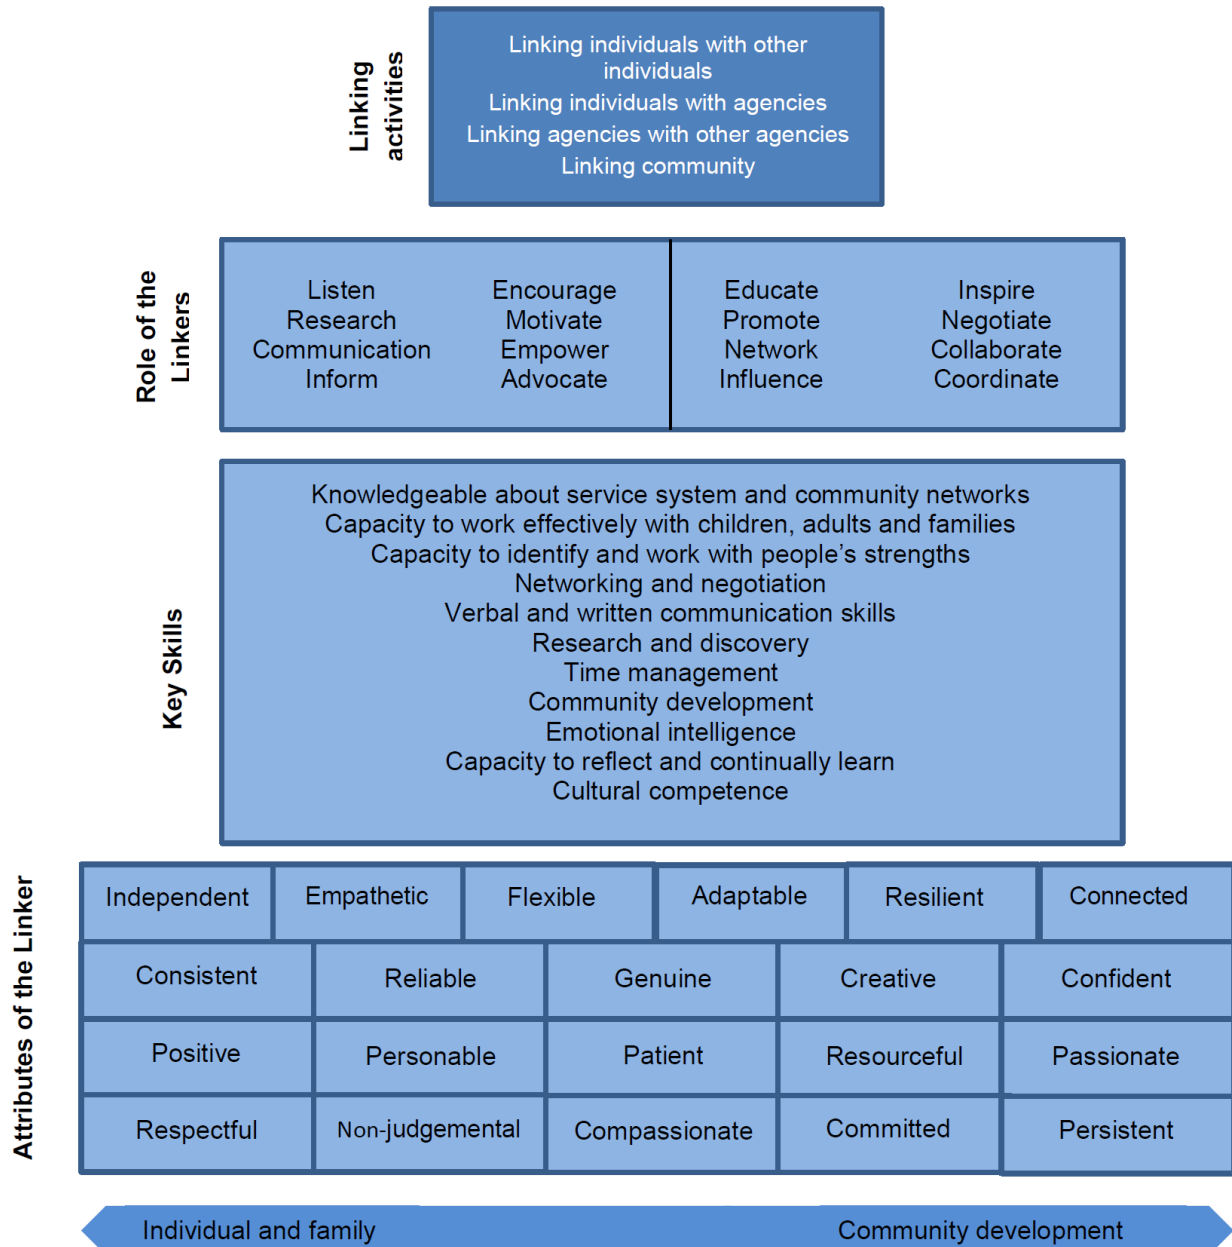 Linking
activities
Linking individuals with other
individuals
Linking individuals with agencies
Linking agencies with other agencies
Linking community
Role of the
Linkers
Listen Encourage Educate Inspire
Research Motivate Promote Negotiate
Communication Empower Network Collaborate
Inform Advocate Influence Coordinate
Key Skills
Knowledgeable about service system and community networks
Capacity to work effectively with children, adults and families
Capacity to identify and work with people’s strengths
Networking and negotiation
Verbal and written communication skills
Research and discovery
Time management
Community development
Emotional intelligence
Capacity to reflect and continually learn
Cultural competence
Attributes of the Linker
Independent Empathetic Flexible Adaptable Resilient Connected
Consistent Reliable Genuine Creative Confident
Positive Personable Patient Resourceful Passionate
Respectful Non-judgemental Compassionate Committed Persistent
Individual and family Community development